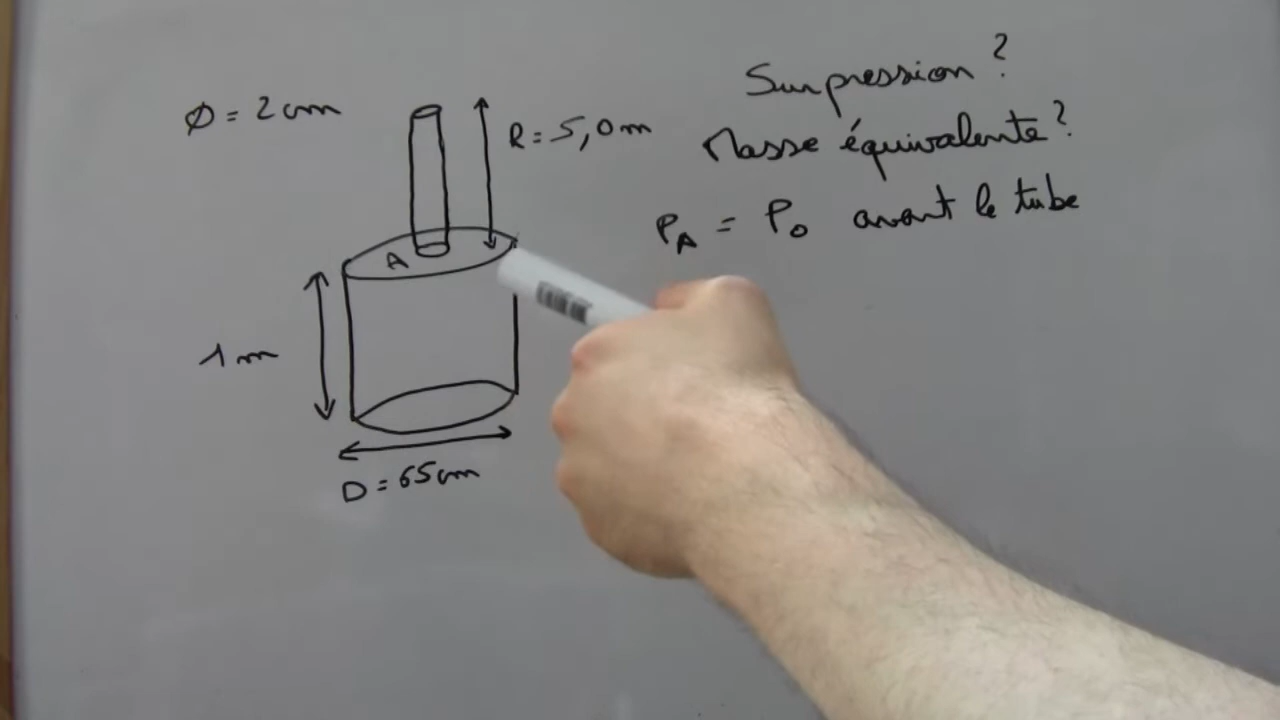 Surpression ?
Ø = 2 cm
R = 5,0 m
Masse équivalente ?
P_A = P_0 avant le tube
A
1 m
D = 65 cm